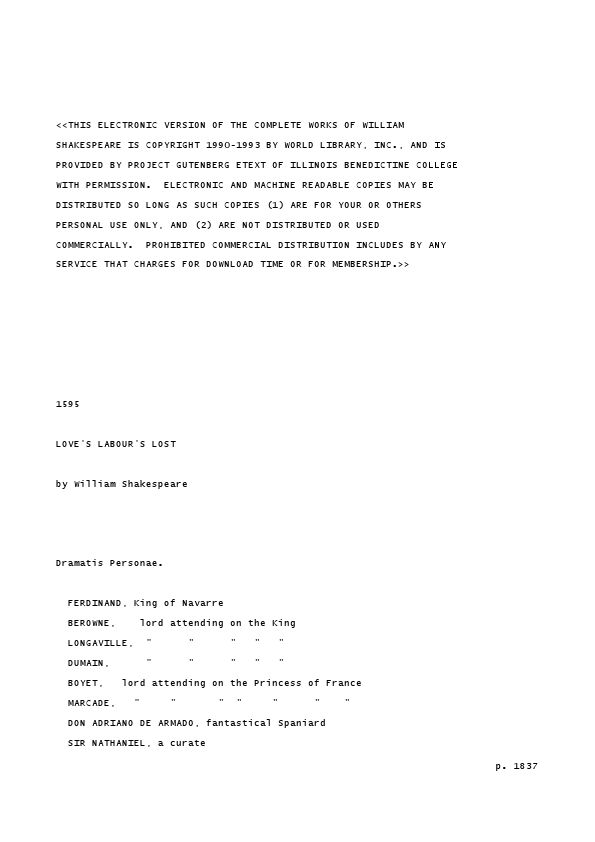 <<THIS ELECTRONIC VERSION OF THE COMPLETE WORKS OF WILLIAM
SHAKESPEARE IS COPYRIGHT 1990-1993 BY WORLD LIBRARY, INC., AND IS
PROVIDED BY PROJECT GUTENBERG ETEXT OF ILLINOIS BENEDICTINE COLLEGE
WITH PERMISSION.  ELECTRONIC AND MACHINE READABLE COPIES MAY BE
DISTRIBUTED SO LONG AS SUCH COPIES (1) ARE FOR YOUR OR OTHERS
PERSONAL USE ONLY, AND (2) ARE NOT DISTRIBUTED OR USED
COMMERCIALLY.  PROHIBITED COMMERCIAL DISTRIBUTION INCLUDES BY ANY
SERVICE THAT CHARGES FOR DOWNLOAD TIME OR FOR MEMBERSHIP.>>
1595
LOVE'S LABOUR'S LOST
by William Shakespeare
Dramatis Personae.
FERDINAND, King of Navarre
BEROWNE,    lord attending on the King
LONGAVILLE,  "      "      "   "   "
DUMAIN,      "      "      "   "   "
BOYET,   lord attending on the Princess of France
MARCADE,   "     "       "  "     "      "    "
DON ADRIANO DE ARMADO, fantastical Spaniard
SIR NATHANIEL, a curate
p. 1837